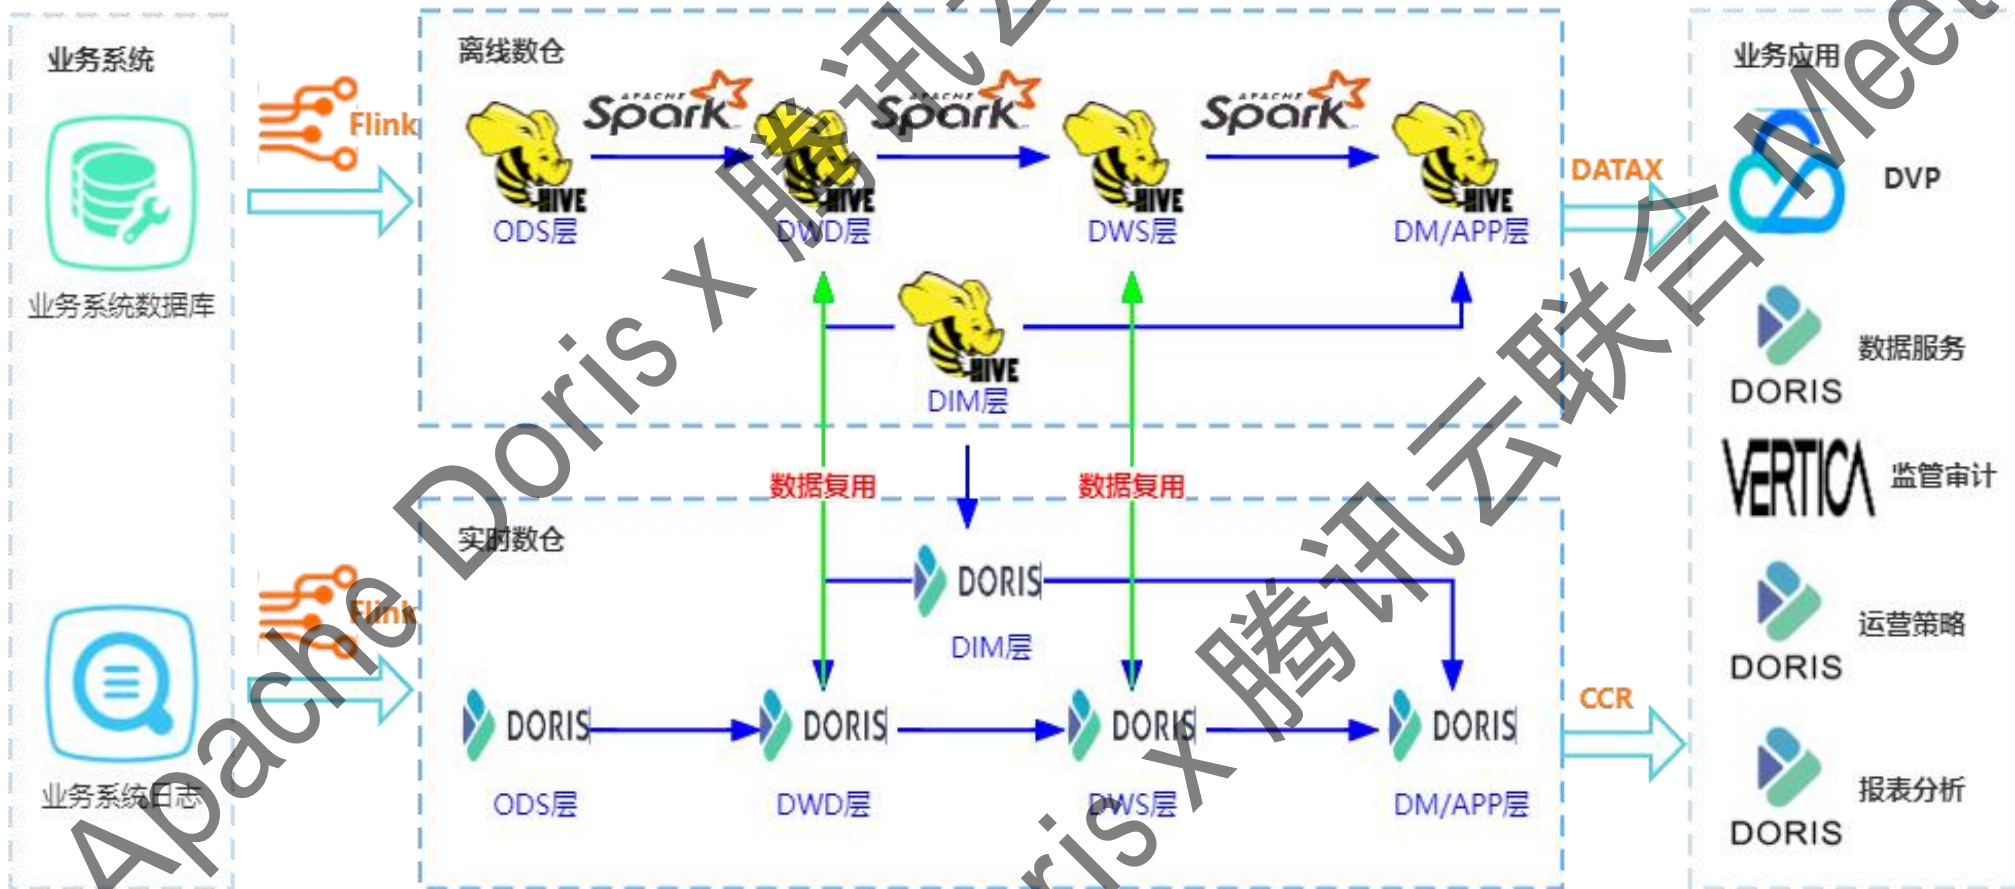 业务系统
业务系统数据库
业务系统日志
Flink
Flink
离线数仓
APACHE Spark
APACHE Spark
APACHE Spark
HIVE
HIVE
HIVE
HIVE
ODS层
DWD层
DWS层
DM/APP层
HIVE
DIM层
数据复用
数据复用
实时数仓
DORIS
DIM层
DORIS
DORIS
DORIS
DORIS
ODS层
DWD层
DWS层
DM/APP层
DATAX
CCR
业务应用
DVP
数据服务
DORIS
VERTICA
监管审计
运营策略
DORIS
报表分析
DORIS
Apache Doris x 腾讯云
ris x 腾讯云联合 Meet